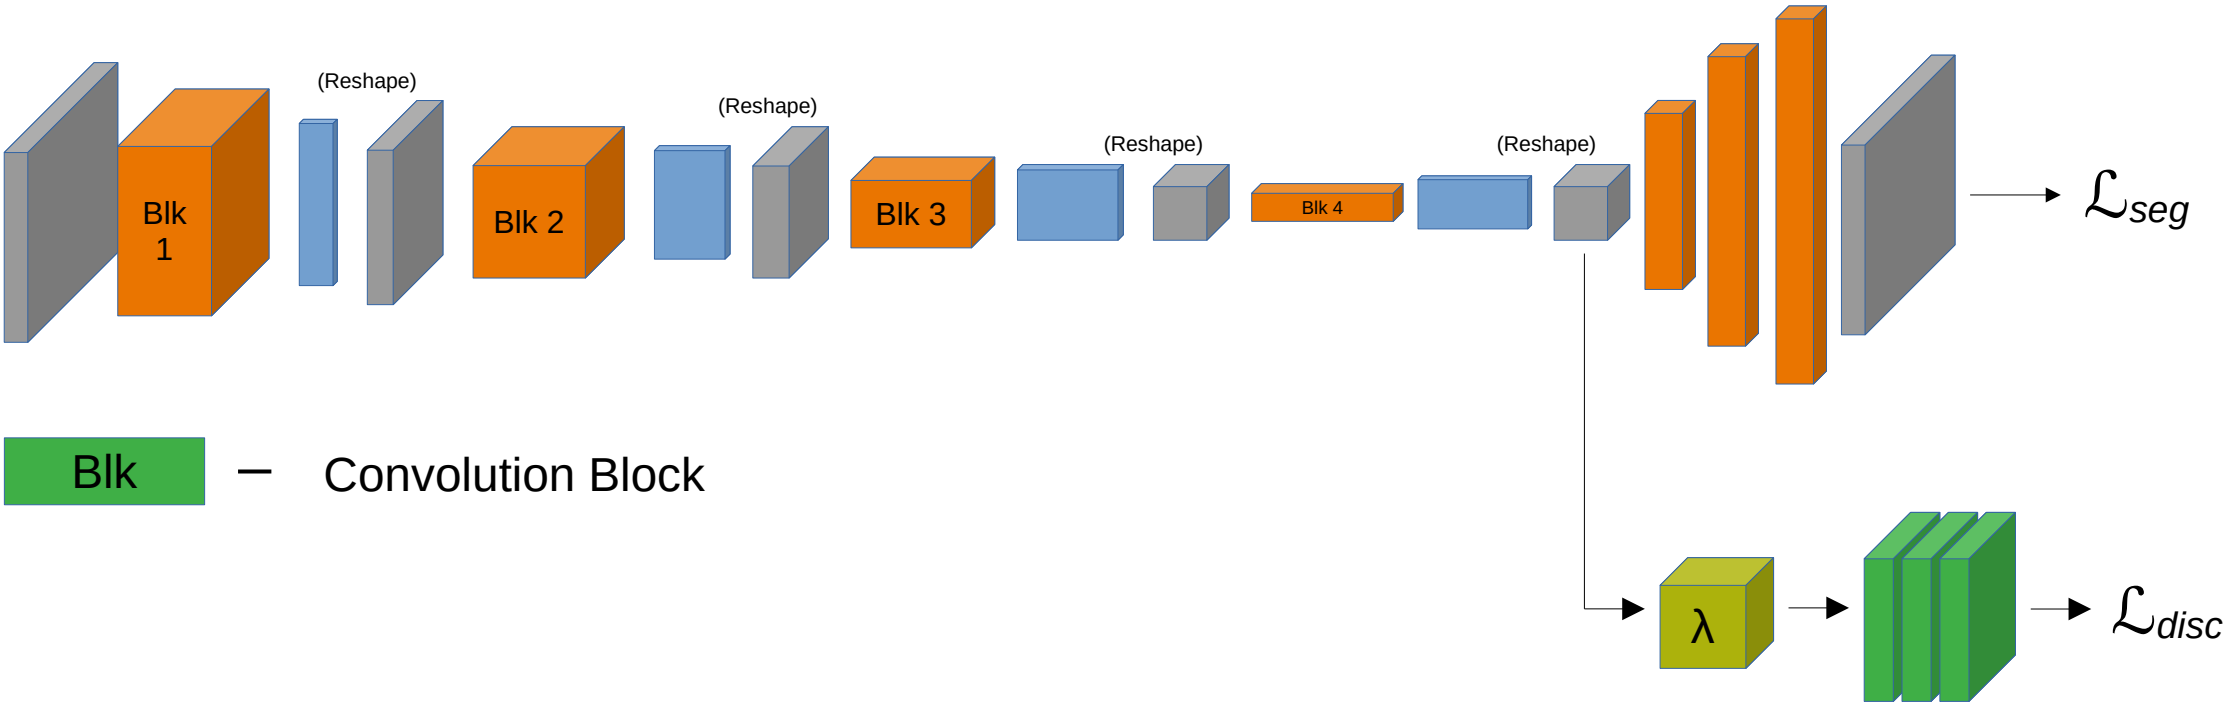 (Reshape)
(Reshape)
(Reshape)
(Reshape)
Blk
1
Blk 2
Blk 3
Blk 4
ℒseg
Blk – Convolution Block
λ
ℒdisc